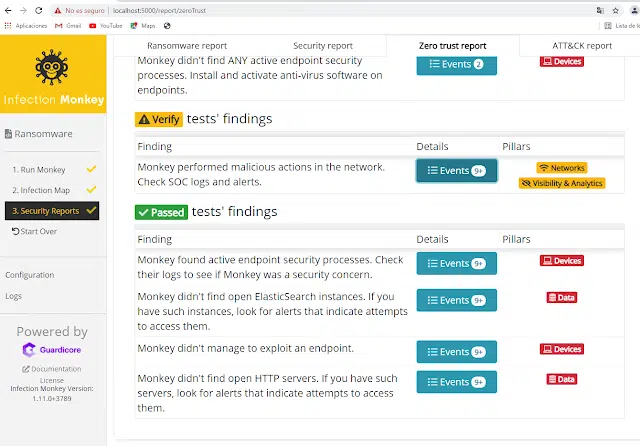 No es seguro | localhost:5000/report/zeroTrust
Aplicaciones Gmail YouTube Maps Lista de le
Infection Monkey
Ransomware
1. Run Monkey
2. Infection Map
3. Security Reports
Start Over
Configuration
Logs
Powered by
Guardicore
Documentation
License
Infection Monkey Version:
1.11.0+3789
Ransomware report Security report Zero trust report ATT&CK report
Monkey didn't find ANY active endpoint security
processes. Install and activate anti-virus software on
endpoints.
Events 2
Devices
Verify tests' findings
Finding Details Pillars
Monkey performed malicious actions in the network.
Check SOC logs and alerts.
Events 9+
Networks
Visibility & Analytics
Passed tests' findings
Finding Details Pillars
Monkey found active endpoint security processes. Check
their logs to see if Monkey was a security concern.
Events 9+
Devices
Monkey didn't find open ElasticSearch instances. If you
have such instances, look for alerts that indicate attempts
to access them.
Events 9+
Data
Monkey didn't manage to exploit an endpoint.
Events 9+
Devices
Monkey didn't find open HTTP servers. If you have such
servers, look for alerts that indicate attempts to access
them.
Events 9+
Data